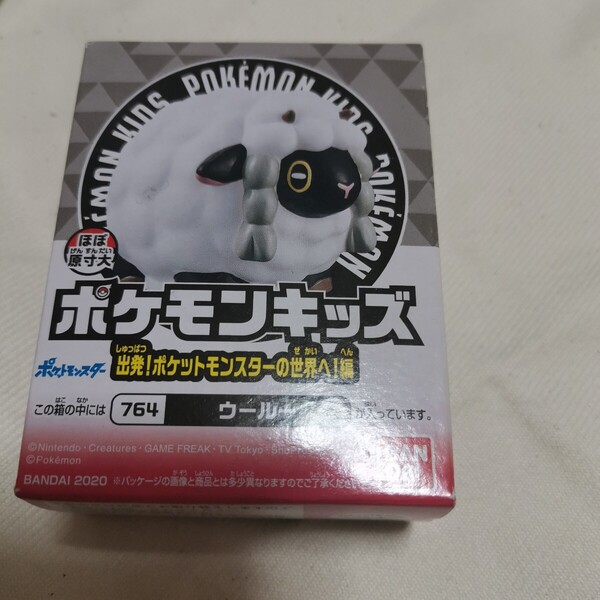 POKÉMON KIDS POKÉMON KIDS POKÉMON
ほぼ
げんすんだい
原寸大
ポケモンキッズ
しゅっぱつ せかい へん
ポケットモンスター 出発!ポケットモンスターの世界へ!編
はこ なか
この箱の中には 764 ウール が入っています。
©Nintendo・Creatures・GAME FREAK・TV Tokyo・
©Pokémon
BANDAI 2020 ※パッケージの画像と商品とは多少異なりますのでご了承ください